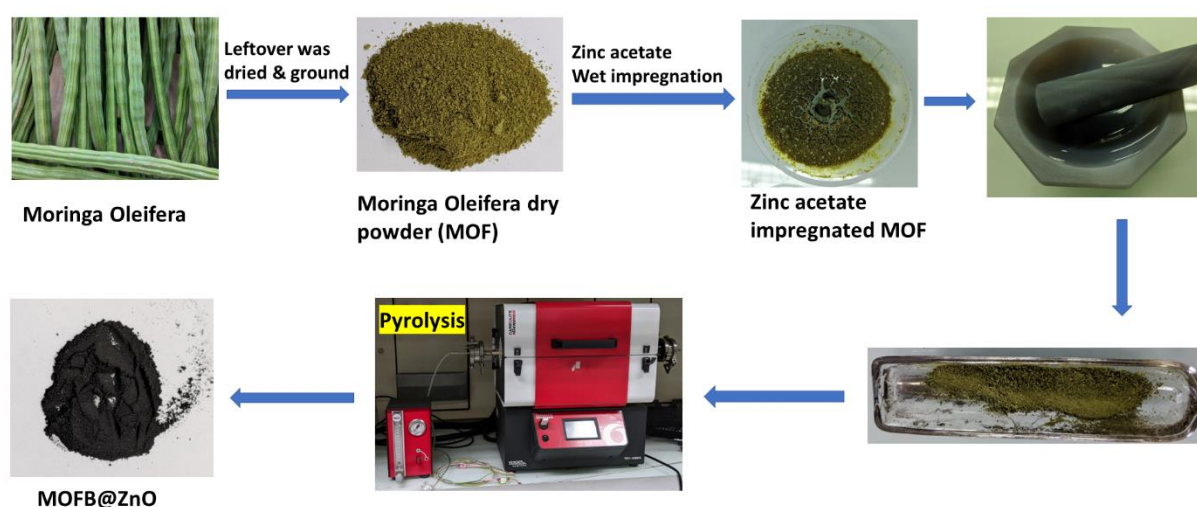 Leftover was
dried & ground
Zinc acetate
Wet impregnation
Moringa Oleifera
Moringa Oleifera dry
powder (MOF)
Zinc acetate
impregnated MOF
Pyrolysis
MOFB@ZnO